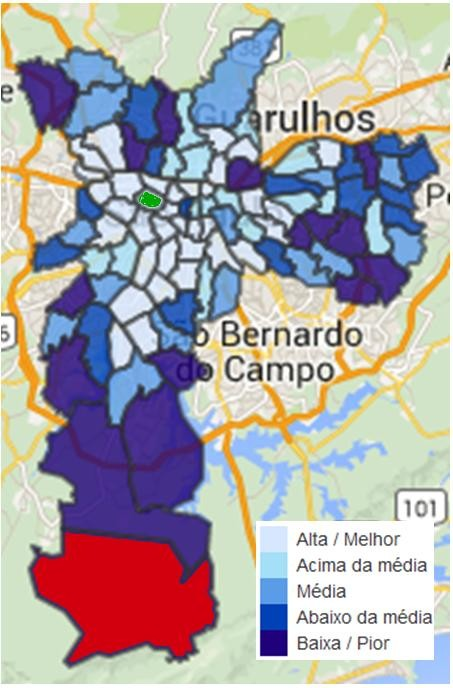 Guarulhos
São Bernardo
do Campo
101
Alta / Melhor
Acima da média
Média
Abaixo da média
Baixa / Pior